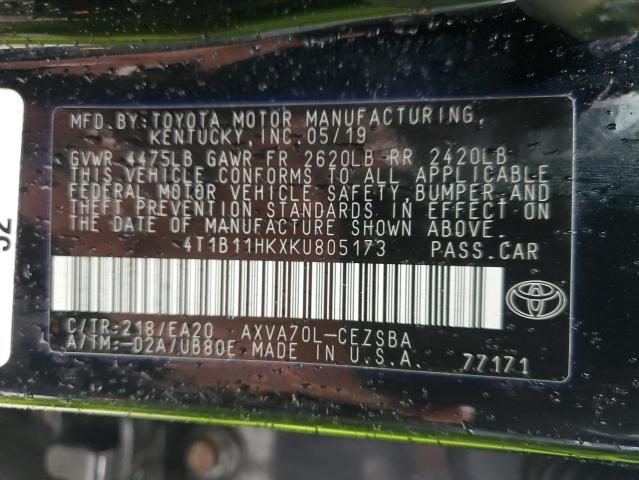 MFD.BY:TOYOTA MOTOR MANUFACTURING,
KENTUCKY, INC.05/19
GVWR 4475LB GAWR FR 2620LB RR 2420LB
THIS VEHICLE CONFORMS TO ALL APPLICABLE
FEDERAL MOTOR VEHICLE SAFETY,BUMPER,AND
THEFT PREVENTION STANDARDS IN EFFECT ON
THE DATE OF MANUFACTURE SHOWN ABOVE.
4T1B11HKXKU805173 PASS.CAR
C/TR:218/EA20 AXVA70L-CEZSBA
A/TM:-02A/UB80E MADE IN U.S.A.
77171